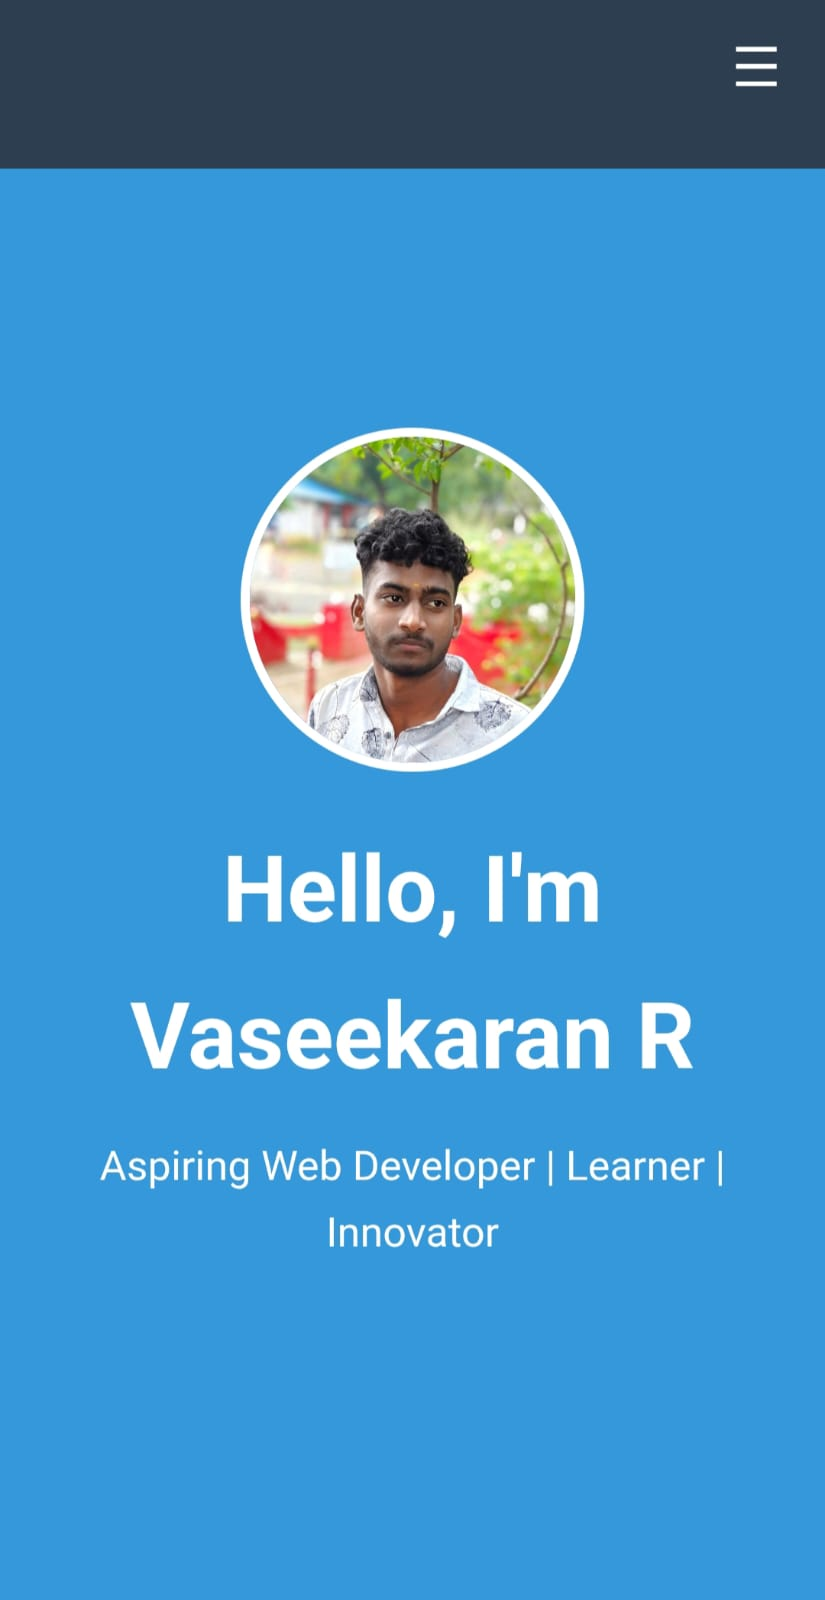 Hello, I'm
Vaseekaran R
Aspiring Web Developer | Learner |
Innovator